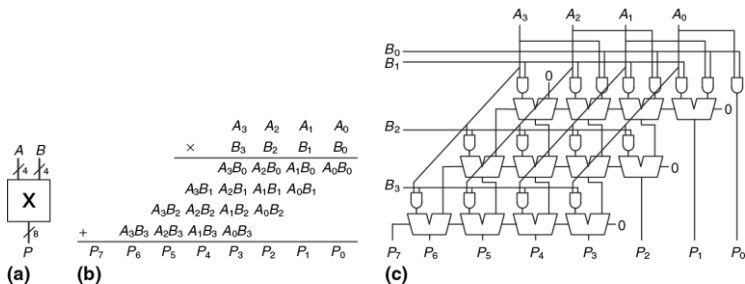 A B
4 4
X
8
P
(a)
A₃ A₂ A₁ A₀
× B₃ B₂ B₁ B₀
A₃B₀ A₂B₀ A₁B₀ A₀B₀
A₃B₁ A₂B₁ A₁B₁ A₀B₁
A₃B₂ A₂B₂ A₁B₂ A₀B₂
+ A₃B₃ A₂B₃ A₁B₃ A₀B₃
P₇ P₆ P₅ P₄ P₃ P₂ P₁ P₀
(b)
A₃ A₂ A₁ A₀
B₀
B₁
0
0
B₂
0
B₃
0
P₇ P₆ P₅ P₄ P₃ P₂ P₁ P₀
(c)